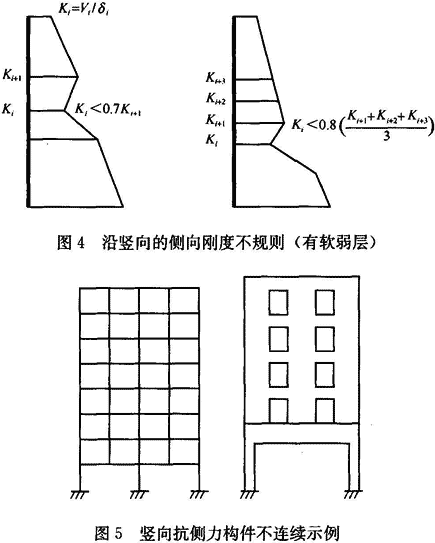 K_i=V_i/δ_i
K_{i+1}
K_i
K_i<0.7K_{i+1}
K_{i+3}
K_{i+2}
K_{i+1}
K_i
K_i<0.8(\frac{K_{i+1}+K_{i+2}+K_{i+3}}{3})
图 4 沿竖向的侧向刚度不规则（有软弱层）
图 5 竖向抗侧力构件不连续示例